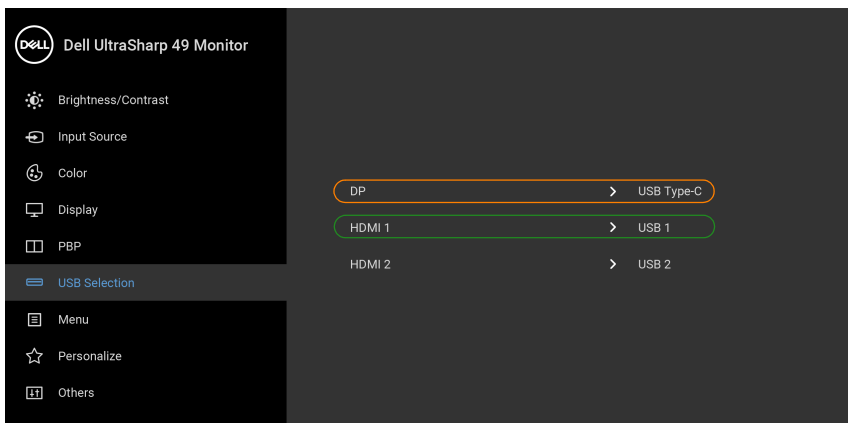 DELL Dell UltraSharp 49 Monitor
Brightness/Contrast
Input Source
Color
Display
PBP
USB Selection
Menu
Personalize
Others
DP > USB Type-C
HDMI 1 > USB 1
HDMI 2 > USB 2